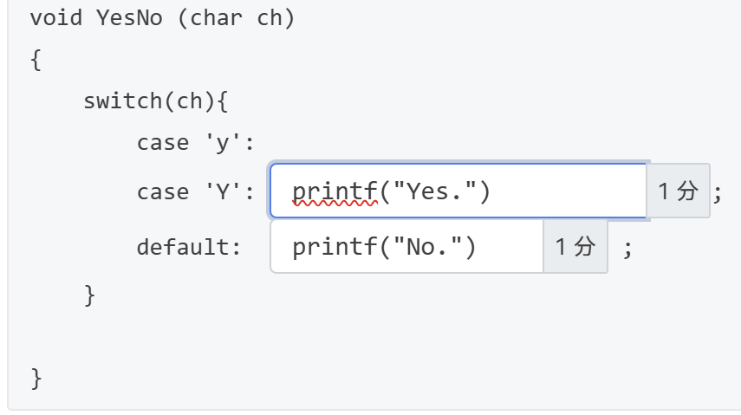 void YesNo (char ch)
{
switch(ch){
case 'y':
case 'Y': printf("Yes.") 1 分 ;
default: printf("No.") 1 分 ;
}
}